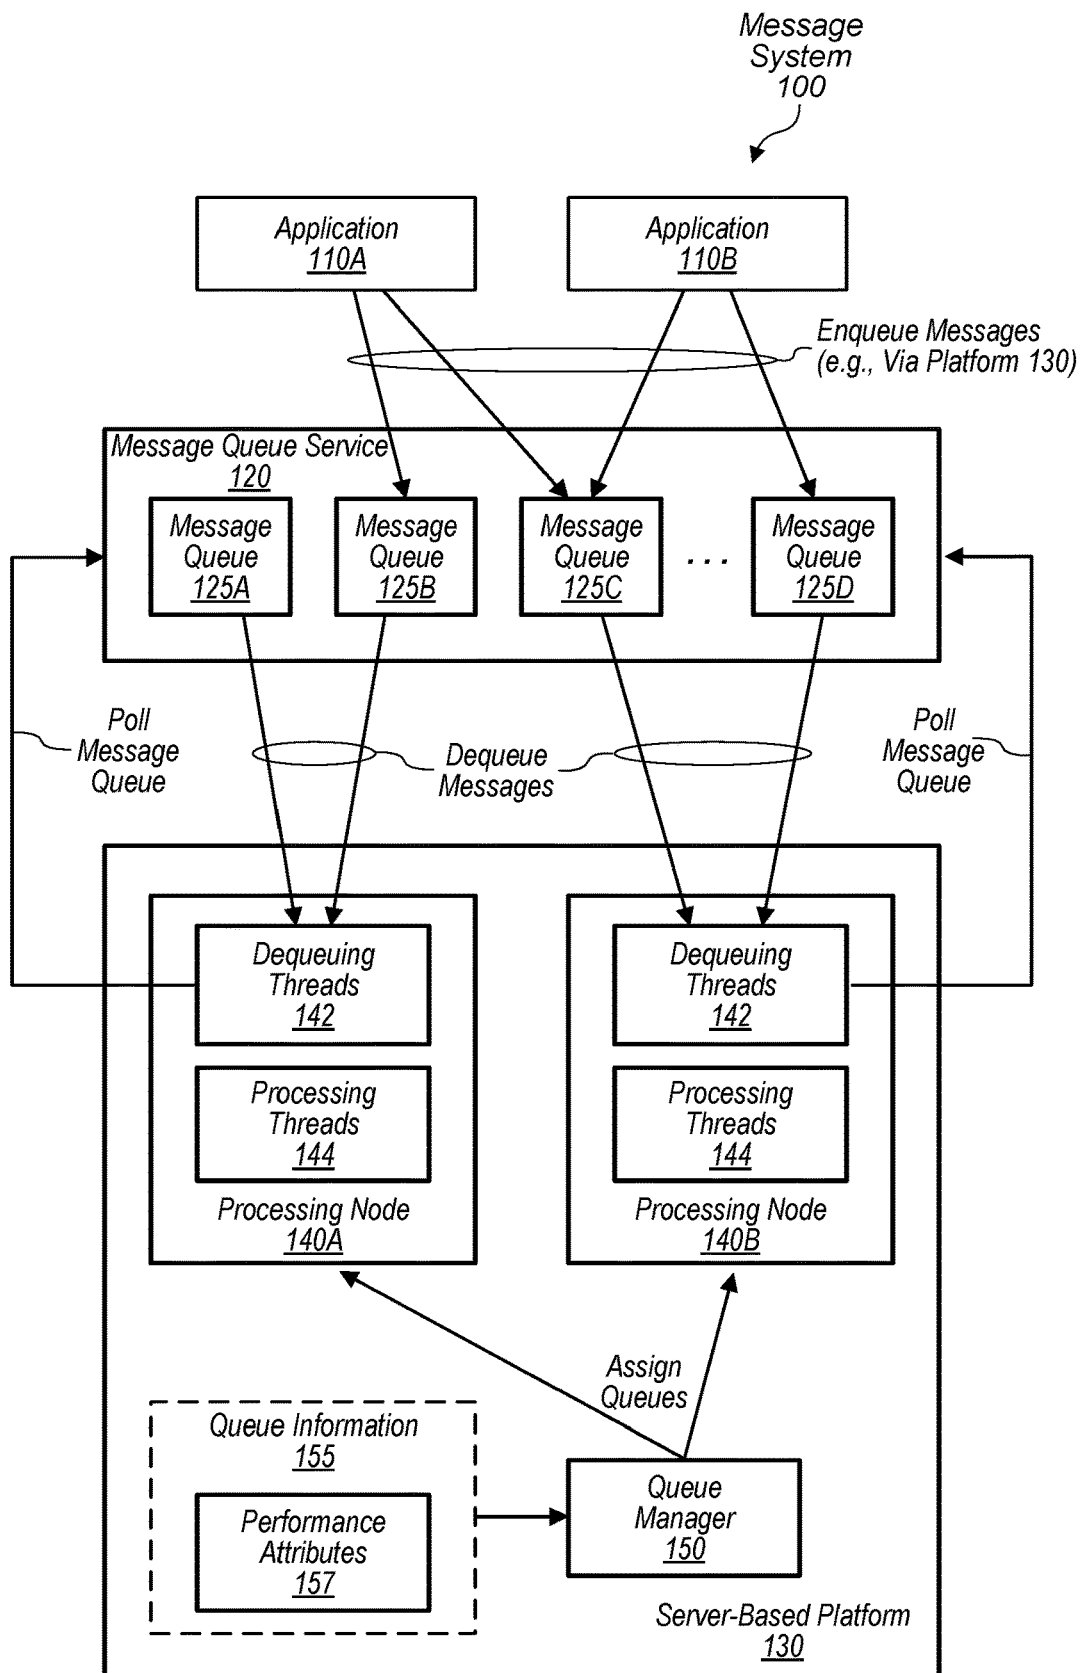 Message
System
100
Application
110A
Application
110B
Enqueue Messages
(e.g., Via Platform 130)
Message Queue Service
120
Message
Queue
125A
Message
Queue
125B
Message
Queue
125C
. . .
Message
Queue
125D
Poll
Message
Queue
Dequeue
Messages
Poll
Message
Queue
Dequeuing
Threads
142
Processing
Threads
144
Processing Node
140A
Dequeuing
Threads
142
Processing
Threads
144
Processing Node
140B
Assign
Queues
Queue Information
155
Performance
Attributes
157
Queue
Manager
150
Server-Based Platform
130